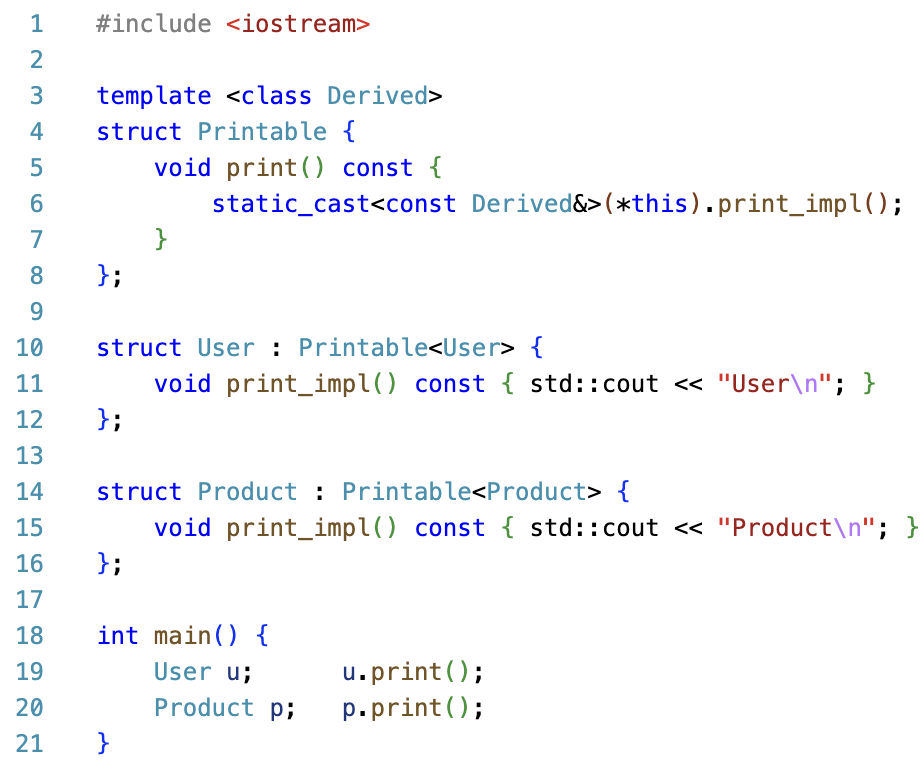 1 #include <iostream>
2
3 template <class Derived>
4 struct Printable {
5     void print() const {
6         static_cast<const Derived&>(*this).print_impl();
7     }
8 };
9
10 struct User : Printable<User> {
11     void print_impl() const { std::cout << "User\n"; }
12 };
13
14 struct Product : Printable<Product> {
15     void print_impl() const { std::cout << "Product\n"; }
16 };
17
18 int main() {
19     User u;      u.print();
20     Product p;   p.print();
21 }